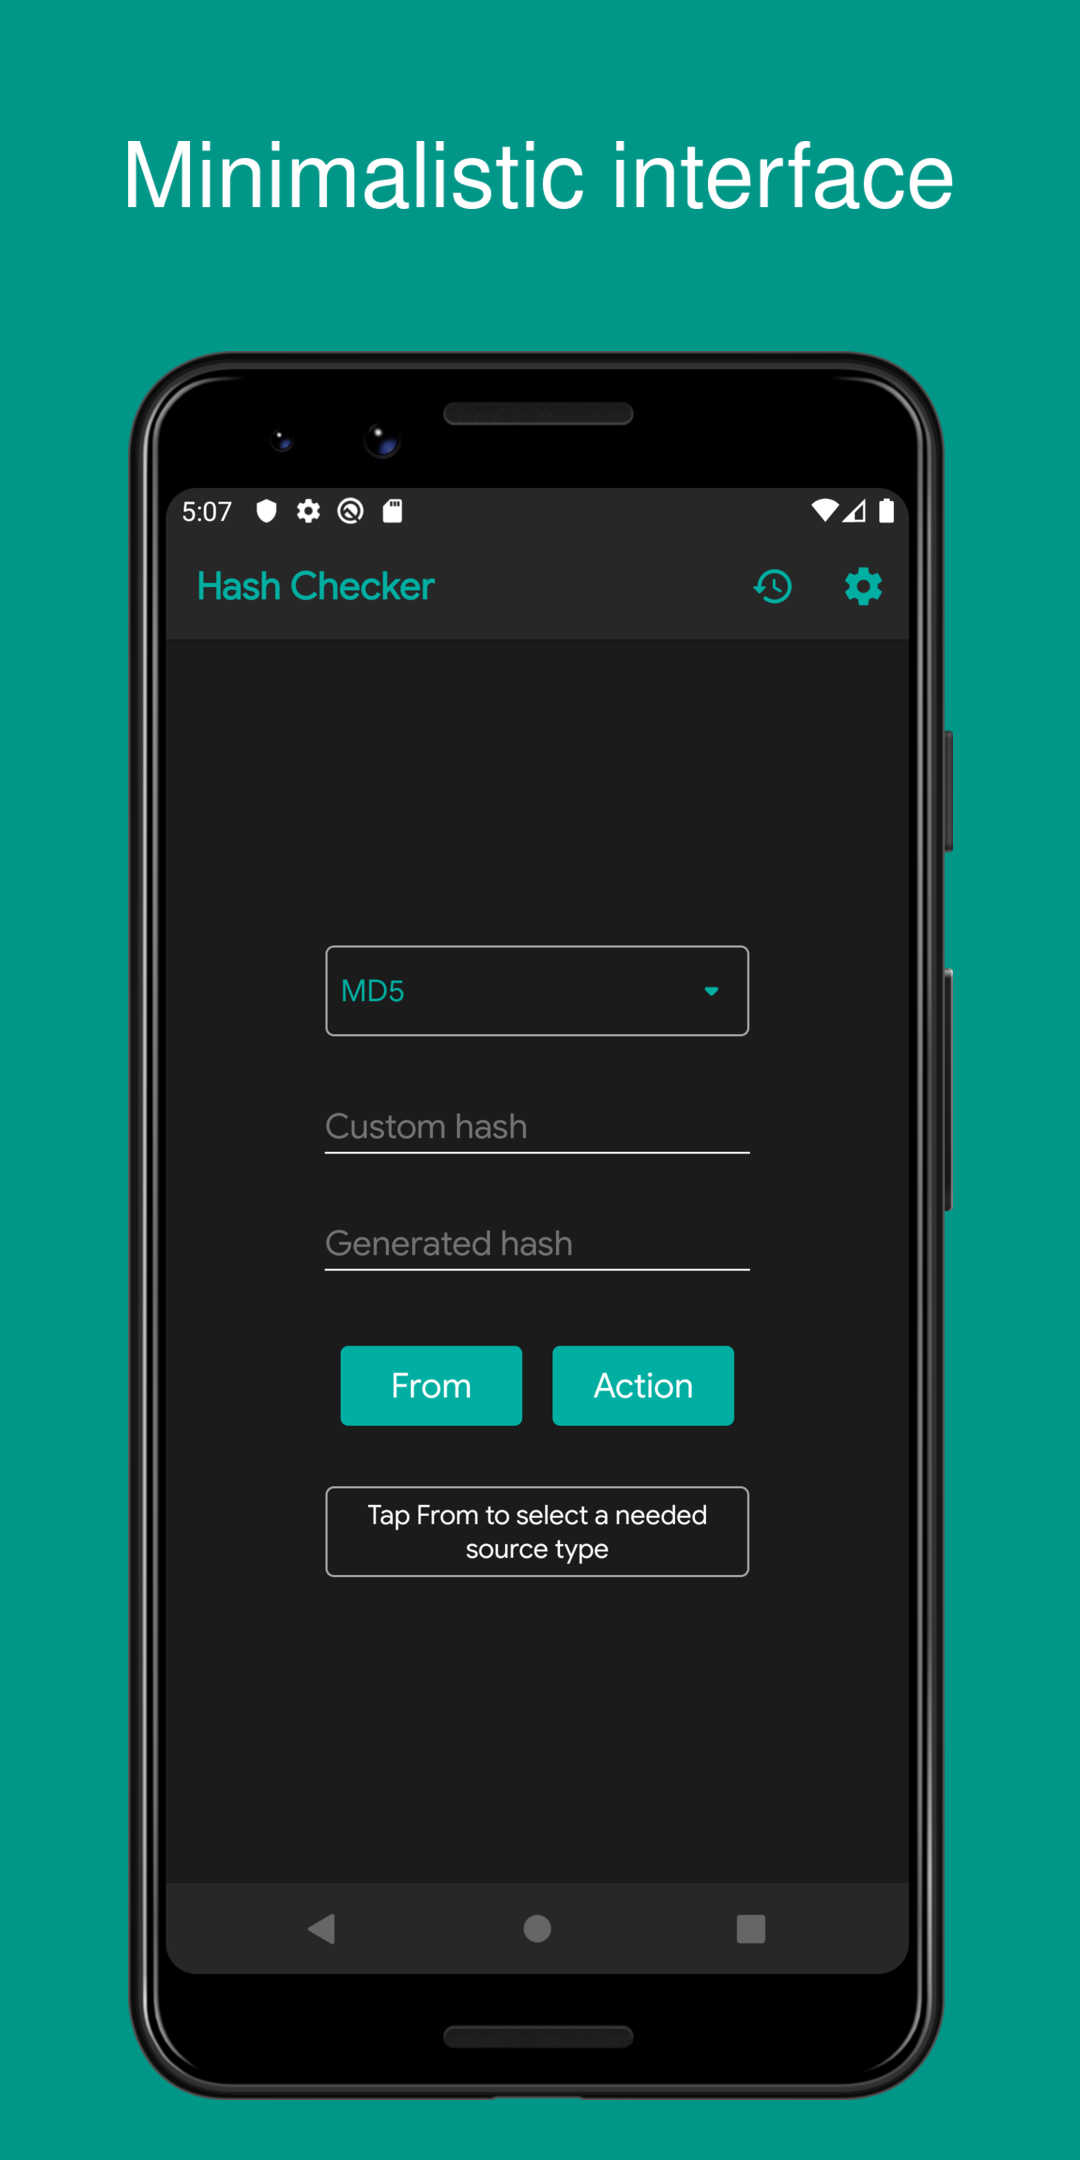 Minimalistic interface
5:07
Hash Checker
MD5
Custom hash
Generated hash
From
Action
Tap From to select a needed
source type